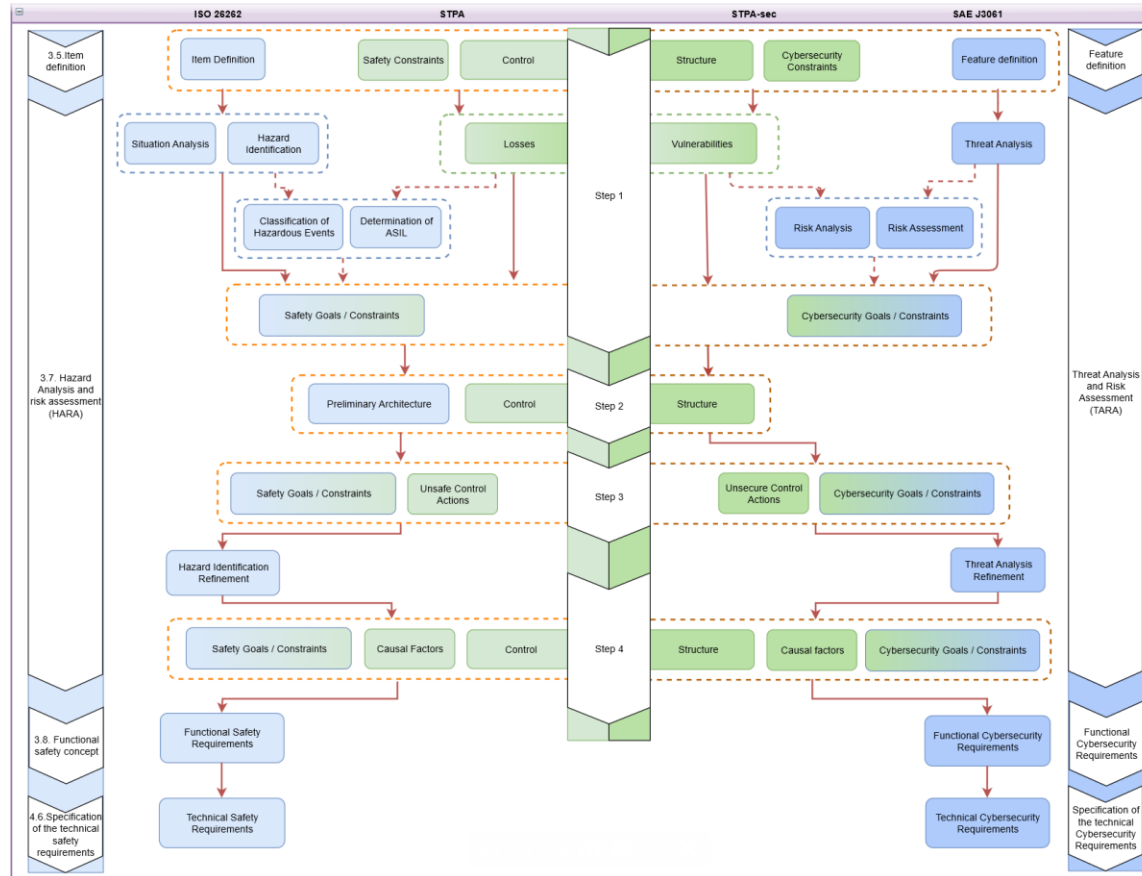 ISO 26262
STPA
STPA-sec
SAE J3061
3.5.Item
definition
Item Definition
Safety Constraints
Control
Structure
Cybersecurity
Constraints
Feature definition
Feature
definition
Situation Analysis
Hazard
Identification
Losses
Vulnerabilities
Threat Analysis
Step 1
Classification of
Hazardous Events
Determination of
ASIL
Risk Analysis
Risk Assessment
Safety Goals / Constraints
Cybersecurity Goals / Constraints
3.7. Hazard
Analysis and
risk assessment
(HARA)
Preliminary Architecture
Control
Step 2
Structure
Threat Analysis
and Risk
Assessment
(TARA)
Safety Goals / Constraints
Unsafe Control
Actions
Step 3
Unsecure Control
Actions
Cybersecurity Goals / Constraints
Hazard Identification
Refinement
Threat Analysis
Refinement
Safety Goals / Constraints
Causal Factors
Control
Step 4
Structure
Causal factors
Cybersecurity Goals / Constraints
3.8. Functional
safety concept
Functional Safety
Requirements
Functional Cybersecurity
Requirements
Functional
Cybersecurity
Requirements
4.6.Specification
of the technical
safety
requirements
Technical Safety
Requirements
Technical Cybersecurity
Requirements
Specification of
the technical
Cybersecurity
Requirements